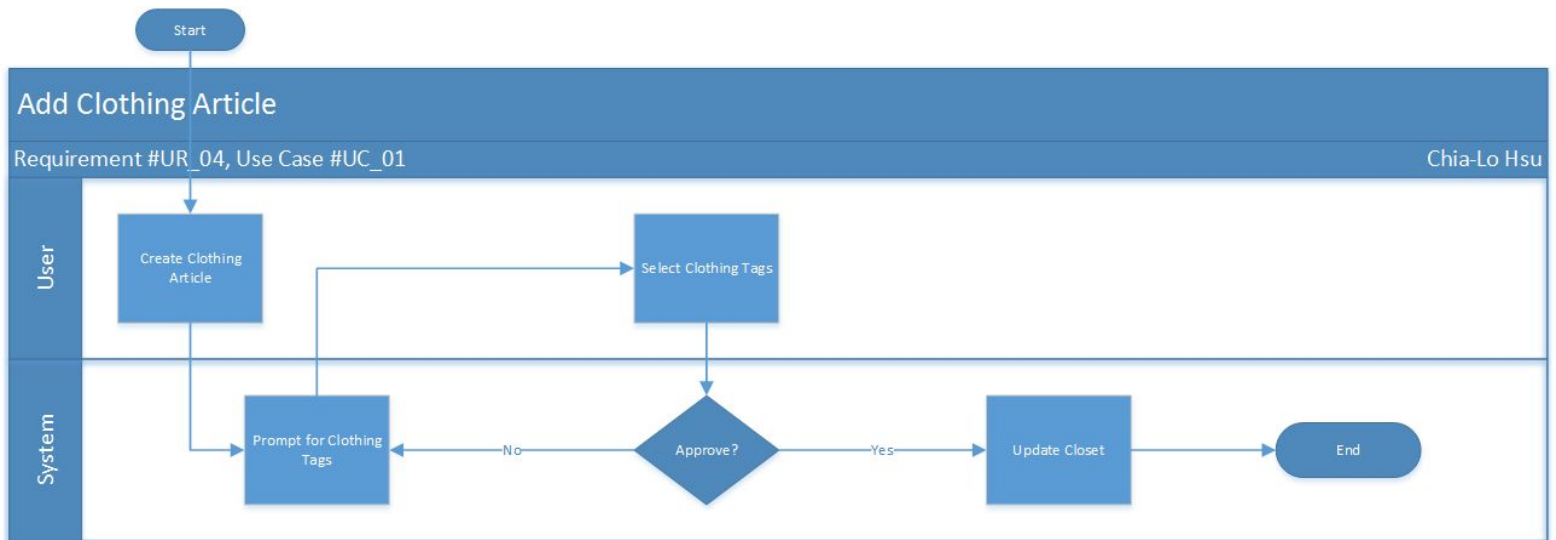 Start
Add Clothing Article
Requirement #UR_04, Use Case #UC_01
Chia-Lo Hsu
User
Create Clothing
Article
Select Clothing Tags
System
Prompt for Clothing
Tags
No
Approve?
Yes
Update Closet
End